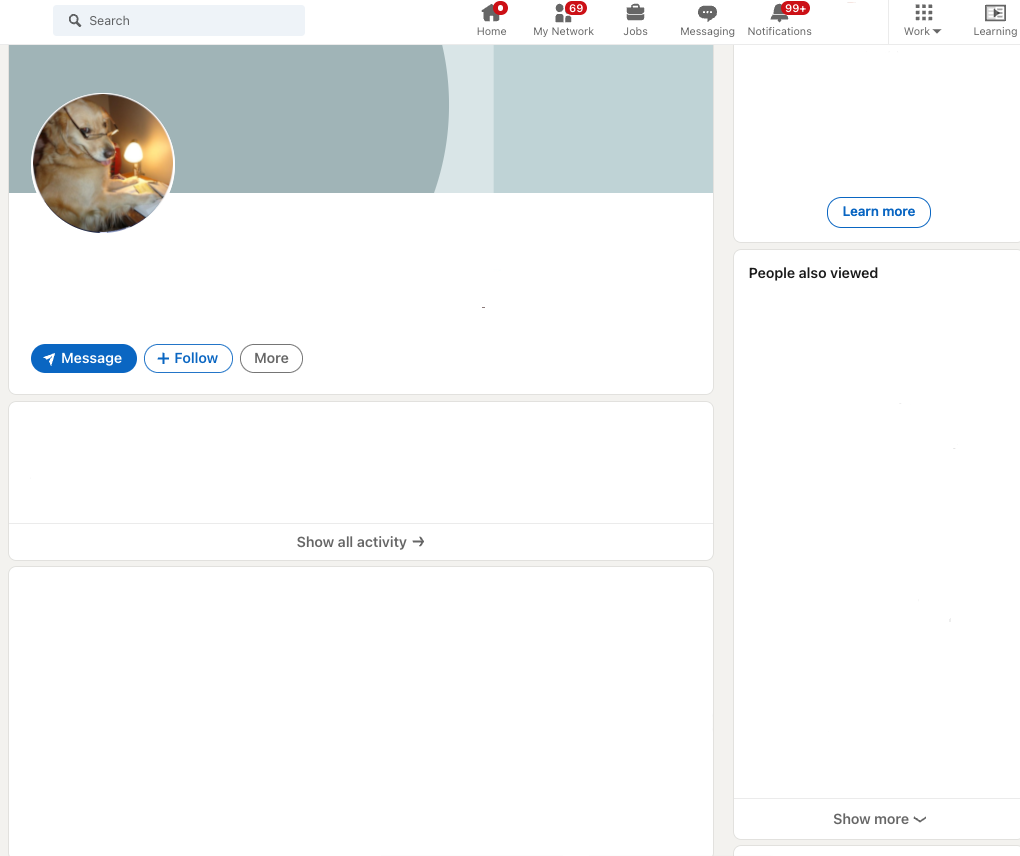 Search
0
69
99+
Home
My Network
Jobs
Messaging
Notifications
Work
Learning
Learn more
People also viewed
Message
Follow
More
Show all activity
Show more